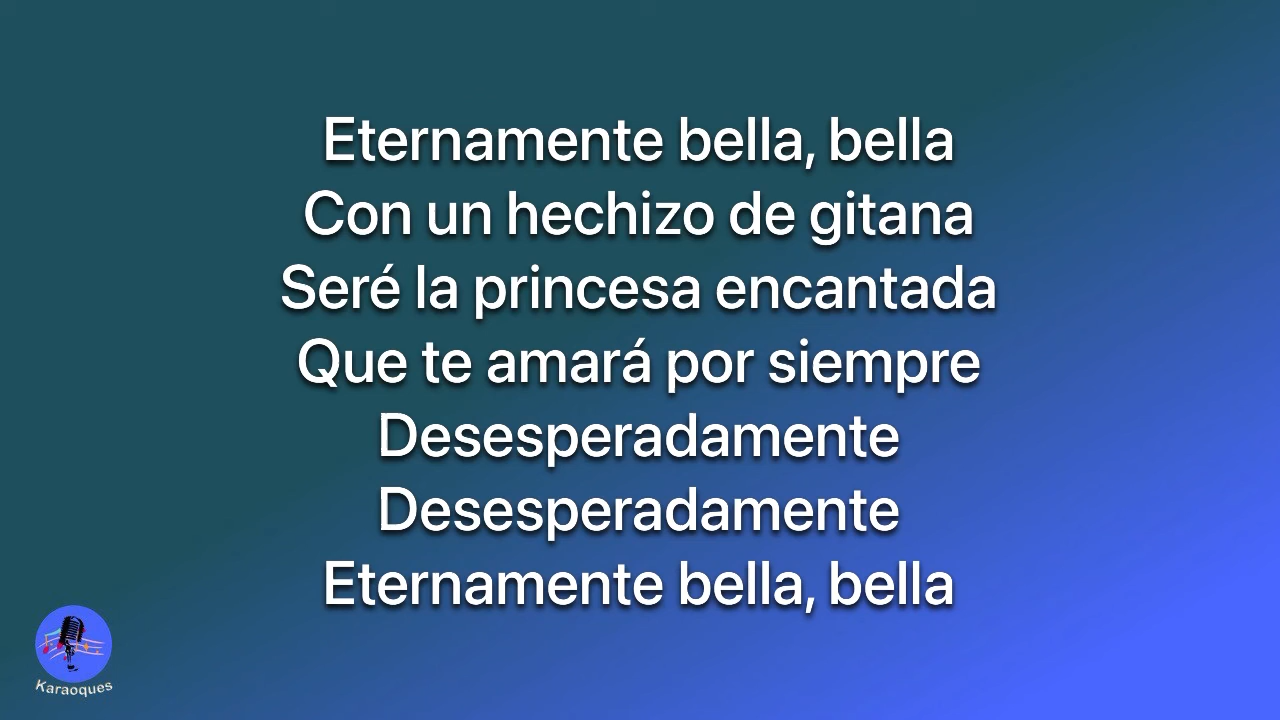 Eternamente bella, bella
Con un hechizo de gitana
Seré la princesa encantada
Que te amará por siempre
Desesperadamente
Desesperadamente
Eternamente bella, bella
Karaoques